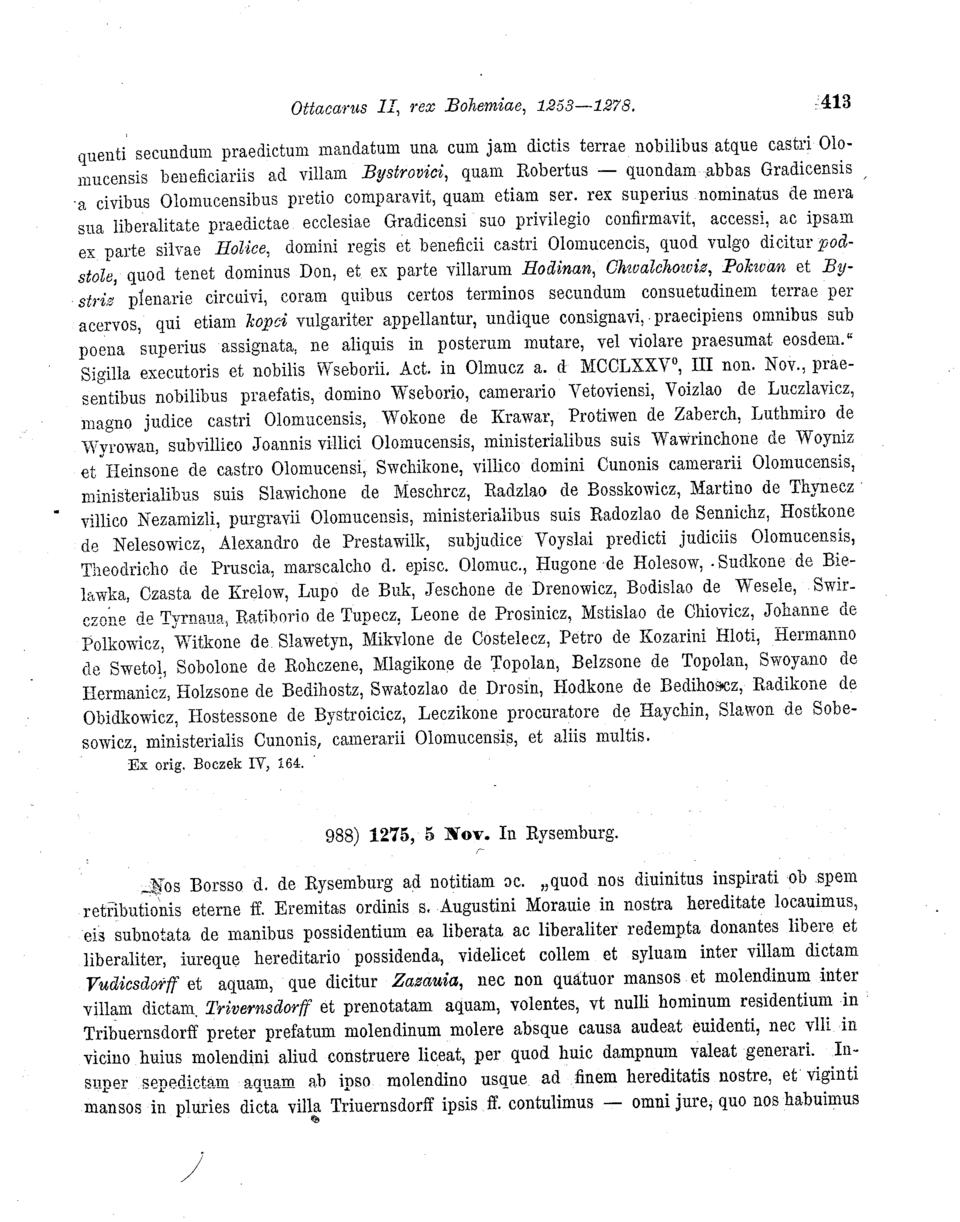 Ottacarus II, rex Bohemiae, 1253—1278. 413
quenti secundum praedictum mandatum una cum jam dictis terrae nobilibus atque castri Olo-
mucensis beneficiariis ad villam Bystrovici, quam Robertus — quondam abbas Gradicensis
a civibus Olomucensibus pretio comparavit, quam etiam ser. rex superius nominatus de mera
sua liberalitate praedictae ecclesiae Gradicensi suo privilegio confirmavit, accessi, ac ipsam
ex parte silvae Holice, domini regis et beneficii castri Olomucencis, quod vulgo dicitur pod-
stole, quod tenet dominus Don, et ex parte villarum Hodinan, Chwalchowiz, Pokwan et By-
striz plenarie circuivi, coram quibus certos terminos secundum consuetudinem terrae per
acervos, qui etiam kopci vulgariter appellantur, undique consignavi, praecipiens omnibus sub
poena superius assignata, ne aliquis in posterum mutare, vel violare praesumat eosdem.“
Sigilla executoris et nobilis Wseborii. Act. in Olmucz a. d MCCLXXV⁰, III non. Nov., prae-
sentibus nobilibus praefatis, domino Wseborio, camerario Vetoviensi, Voizlao de Luczlavicz,
magno judice castri Olomucensis, Wokone de Krawar, Protiwen de Zaberch, Luthmiro de
Wyrowan, subvillico Joannis villici Olomucensis, ministerialibus suis Wawrinchone de Woyniz
et Heinsone de castro Olomucensi, Swchikone, villico domini Cunonis camerarii Olomucensis,
ministerialibus suis Slawichone de Meschrcz, Radzlao de Bosskowicz, Martino de Thynecz
villico Nezamizli, purgravii Olomucensis, ministerialibus suis Radozlao de Sennichz, Hostkone
de Nelesowicz, Alexandro de Prestawilk, subjudice Voyslai predicti judiciis Olomucensis,
Theodricho de Pruscia, marscalcho d. episc. Olomuc., Hugone de Holesow, Sudkone de Bie-
lawka, Czasta de Krelow, Lupo de Buk, Jeschone de Drenowicz, Bodislao de Wesele, Swir-
czone de Tyrnaua, Ratiborio de Tupecz, Leone de Prosinicz, Mstislao de Chiovicz, Johanne de
Polkowicz, Witkone de Slawetyn, Mikvlone de Costelecz, Petro de Kozarini Hloti, Hermanno
de Swetol, Sobolone de Rohczene, Mlagikone de Topolan, Belzsone de Topolan, Swoyano de
Hermanicz, Holzsone de Bedihostz, Swatozlao de Drosin, Hodkone de Bedihoscz, Radikone de
Obidkowicz, Hostessone de Bystroicicz, Leczikone procuratore de Haychin, Slawon de Sobe-
sowicz, ministerialis Cunonis, camerarii Olomucensis, et aliis multis.
Ex orig. Boczek IV, 164.
988) 1275, 5 Nov. In Rysemburg.
„Nos Borsso d. de Rysemburg ad notitiam ꝛc. „quod nos diuinitus inspirati ob spem
retributionis eterne ff. Eremitas ordinis s. Augustini Morauie in nostra hereditate locauimus,
eis subnotata de manibus possidentium ea liberata ac liberaliter redempta donantes libere et
liberaliter, iureque hereditario possidenda, videlicet collem et syluam inter villam dictam
Vudicsdorff et aquam, que dicitur Zazauia, nec non quatuor mansos et molendinum inter
villam dictam Trivernsdorff et prenotatam aquam, volentes, vt nulli hominum residentium in
Tribuernsdorff preter prefatum molendinum molere absque causa audeat euidenti, nec vlli in
vicino huius molendini aliud construere liceat, per quod huic dampnum valeat generari. In-
super sepedictam aquam ab ipso molendino usque ad finem hereditatis nostre, et viginti
mansos in pluries dicta villa Triuernsdorff ipsis ff. contulimus — omni jure, quo nos habuimus